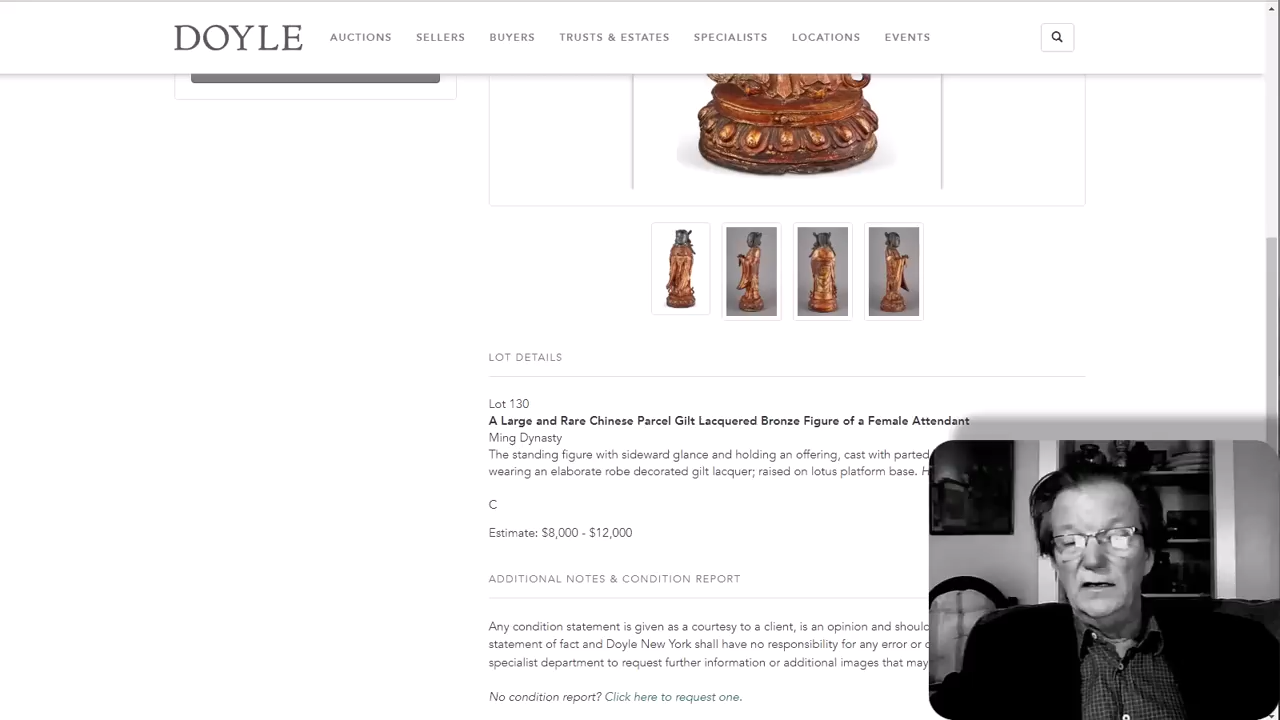 DOYLE
AUCTIONS SELLERS BUYERS TRUSTS & ESTATES SPECIALISTS LOCATIONS EVENTS
LOT DETAILS
Lot 130
A Large and Rare Chinese Parcel Gilt Lacquered Bronze Figure of a Female Attendant
Ming Dynasty
The standing figure with sideward glance and holding an offering, cast with parted
wearing an elaborate robe decorated gilt lacquer; raised on lotus platform base.
C
Estimate: $8,000 - $12,000
ADDITIONAL NOTES & CONDITION REPORT
Any condition statement is given as a courtesy to a client, is an opinion and should
statement of fact and Doyle New York shall have no responsibility for any error or
specialist department to request further information or additional images that may
No condition report? Click here to request one.